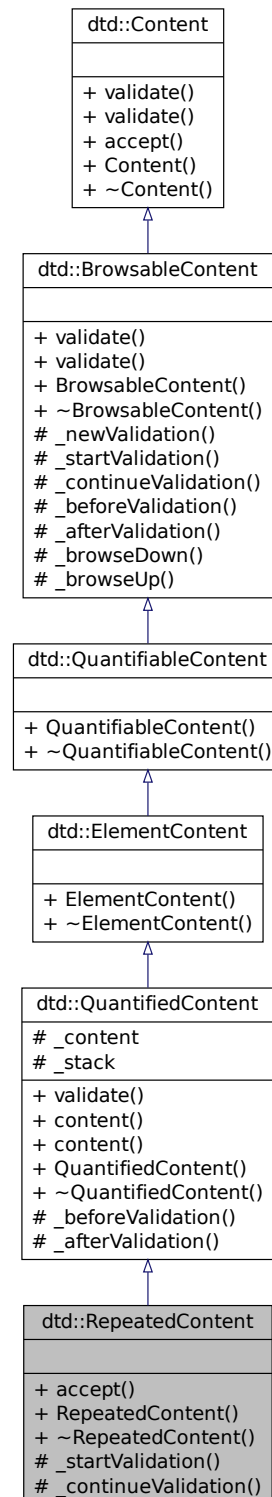 dtd::Content
+ validate()
+ validate()
+ accept()
+ Content()
+ ~Content()
dtd::BrowsableContent
+ validate()
+ validate()
+ BrowsableContent()
+ ~BrowsableContent()
# _newValidation()
# _startValidation()
# _continueValidation()
# _beforeValidation()
# _afterValidation()
# _browseDown()
# _browseUp()
dtd::QuantifiableContent
+ QuantifiableContent()
+ ~QuantifiableContent()
dtd::ElementContent
+ ElementContent()
+ ~ElementContent()
dtd::QuantifiedContent
# _content
# _stack
+ validate()
+ content()
+ content()
+ QuantifiedContent()
+ ~QuantifiedContent()
# _beforeValidation()
# _afterValidation()
dtd::RepeatedContent
+ accept()
+ RepeatedContent()
+ ~RepeatedContent()
# _startValidation()
# _continueValidation()